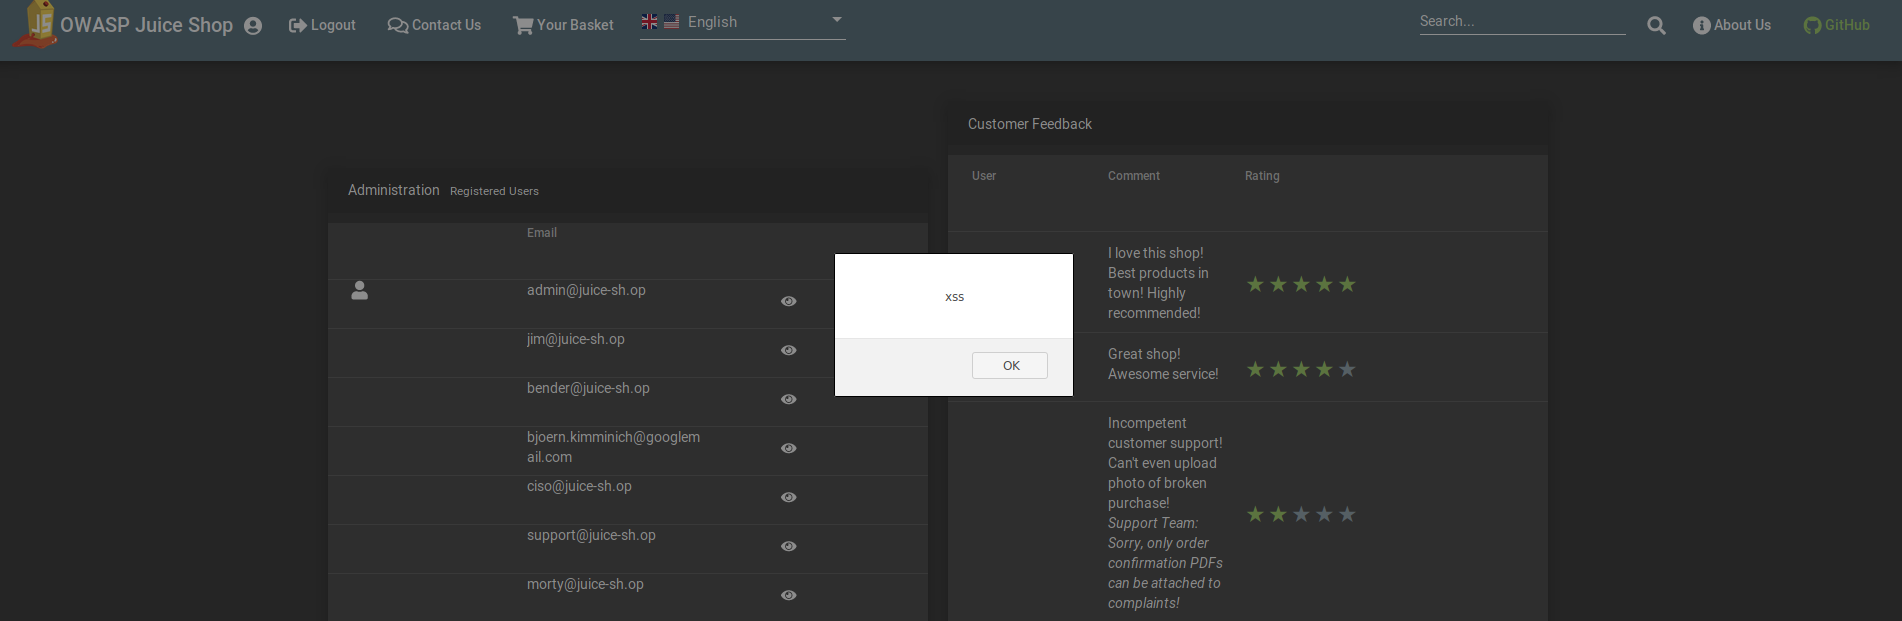 OWASP Juice Shop Logout Contact Us Your Basket English Search... About Us GitHub
Administration Registered Users
Email
admin@juice-sh.op
jim@juice-sh.op
bender@juice-sh.op
bjoern.kimminich@googlem
ail.com
ciso@juice-sh.op
support@juice-sh.op
morty@juice-sh.op
xss
OK
Customer Feedback
User Comment Rating
I love this shop!
Best products in
town! Highly
recommended!
Great shop!
Awesome service!
Incompetent
customer support!
Can't even upload
photo of broken
purchase!
Support Team:
Sorry, only order
confirmation PDFs
can be attached to
complaints!